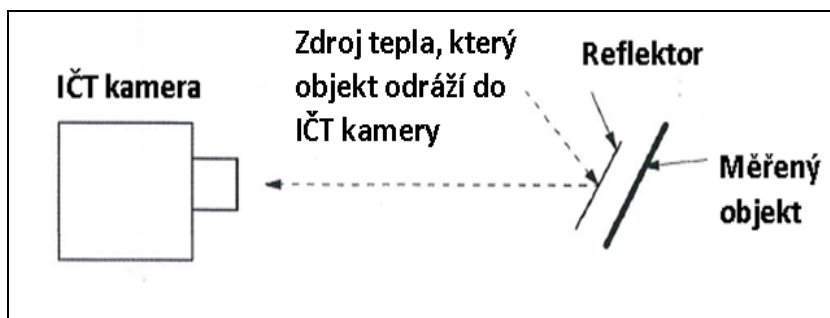 IČT kamera
Zdroj tepla, který
objekt odráží do
IČT kamery
Reflektor
Měřený
objekt